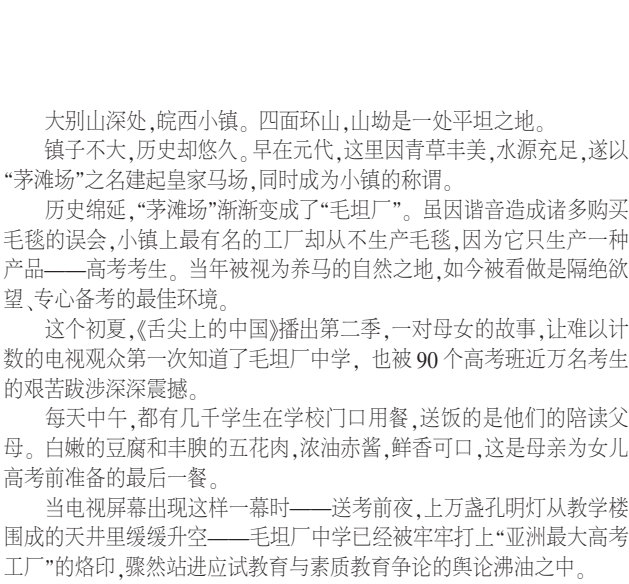 大别山深处,皖西小镇。四面环山,山坳是一处平坦之地。
镇子不大,历史却悠久。早在元代,这里因青草丰美,水源充足,遂以
“茅滩场”之名建起皇家马场,同时成为小镇的称谓。
历史绵延,“茅滩场”渐渐变成了“毛坦厂”。虽因谐音造成诸多购买
毛毯的误会,小镇上最有名的工厂却从不生产毛毯,因为它只生产一种
产品——高考考生。当年被视为养马的自然之地,如今被看做是隔绝欲
望、专心备考的最佳环境。
这个初夏,《舌尖上的中国》播出第二季,一对母女的故事,让难以计
数的电视观众第一次知道了毛坦厂中学, 也被 90 个高考班近万名考生
的艰苦跋涉深深震撼。
每天中午,都有几千学生在学校门口用餐,送饭的是他们的陪读父
母。白嫩的豆腐和丰腴的五花肉,浓油赤酱,鲜香可口,这是母亲为女儿
高考前准备的最后一餐。
当电视屏幕出现这样一幕时——送考前夜,上万盏孔明灯从教学楼
围成的天井里缓缓升空——毛坦厂中学已经被牢牢打上“亚洲最大高考
工厂”的烙印,骤然站进应试教育与素质教育争论的舆论沸油之中。